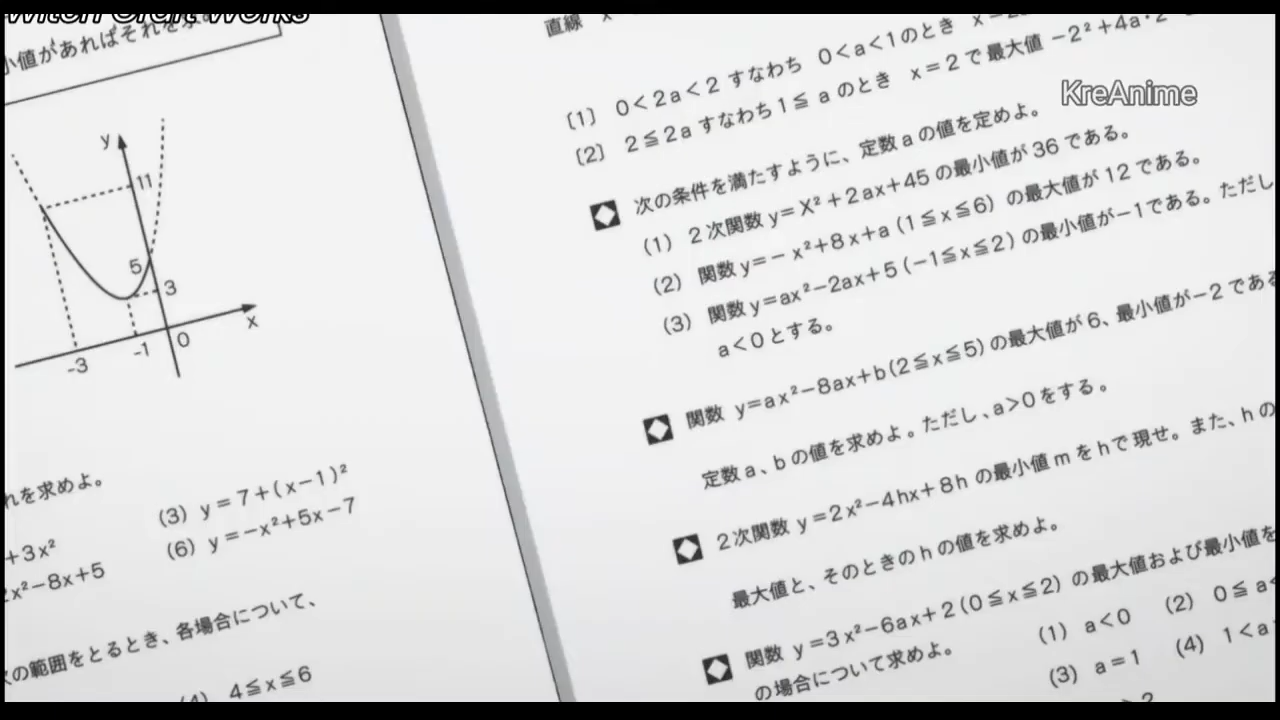 Witch Craft Works
小値があればそれを求
KreAnime
y
11
5
3
x
-3
-1
0
れを求めよ。
(3) y＝7＋(x－1)²
＋3x²
(6) y＝－x²＋5x－7
x²－8x＋5
の範囲をとるとき、各場合について、
(4) 4≦x≦6
直線 x
〔1〕 0＜2a＜2 すなわち 0＜a＜1のとき x＝2a
〔2〕 2≦2a すなわち1≦ a のとき x＝2 で最大値 －2²＋4a・2
次の条件を満たすように、定数 a の値を定めよ。
(1) 2次関数 y＝X²＋2ax＋45 の最小値が 36 である。
(2) 関数 y＝－ x²＋8x＋a (1≦x≦6) の最大値が 12 である。
(3) 関数 y＝ax²－2ax＋5 (－1≦x≦2) の最小値が－1である。ただし
a＜0とする。
関数 y＝ax²－8ax＋b(2≦x≦5) の最大値が 6、最小値が－2 である
定数 a 、b の値を求めよ 。ただし 、a＞0 をする 。
2次関数 y＝2x²－4hx＋8h の最小値 m を hで 現せ。また、h の
最大値と、そのときの h の値を求めよ。
関数 y＝3x²－6ax＋2 (0≦x≦2) の最大値および最小値を
の場合について求めよ。
(1) a＜0 (2) 0≦a＜
(3) a＝1 (4) 1＜a